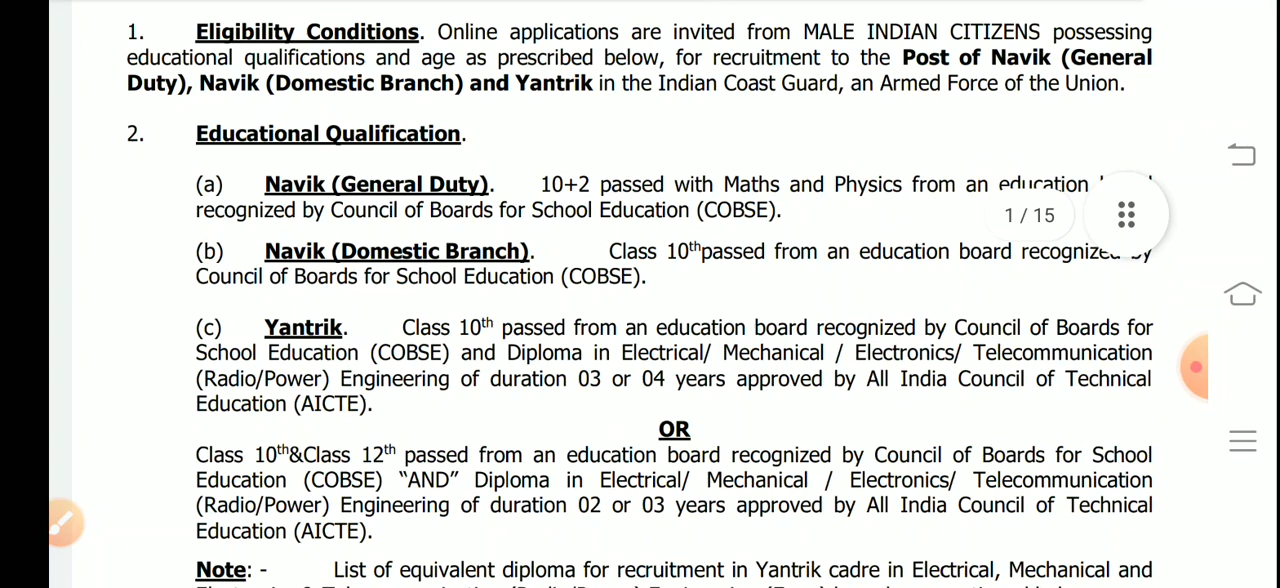 1. Eligibility Conditions. Online applications are invited from MALE INDIAN CITIZENS possessing
educational qualifications and age as prescribed below, for recruitment to the Post of Navik (General
Duty), Navik (Domestic Branch) and Yantrik in the Indian Coast Guard, an Armed Force of the Union.
2. Educational Qualification.
(a) Navik (General Duty). 10+2 passed with Maths and Physics from an education
recognized by Council of Boards for School Education (COBSE).
1 / 15
(b) Navik (Domestic Branch). Class 10thpassed from an education board recognized by
Council of Boards for School Education (COBSE).
(c) Yantrik. Class 10th passed from an education board recognized by Council of Boards for
School Education (COBSE) and Diploma in Electrical/ Mechanical / Electronics/ Telecommunication
(Radio/Power) Engineering of duration 03 or 04 years approved by All India Council of Technical
Education (AICTE).
OR
Class 10th&Class 12th passed from an education board recognized by Council of Boards for School
Education (COBSE) “AND” Diploma in Electrical/ Mechanical / Electronics/ Telecommunication
(Radio/Power) Engineering of duration 02 or 03 years approved by All India Council of Technical
Education (AICTE).
Note: - List of equivalent diploma for recruitment in Yantrik cadre in Electrical, Mechanical and